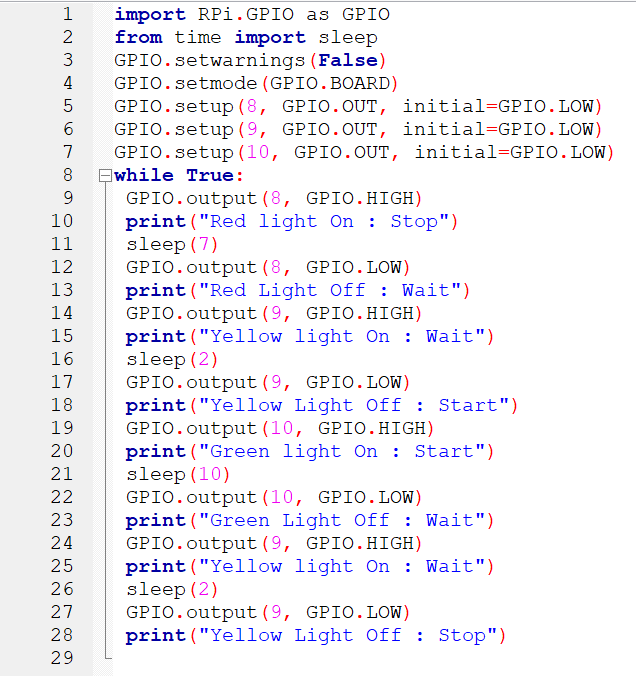 1 import RPi.GPIO as GPIO
2 from time import sleep
3 GPIO.setwarnings(False)
4 GPIO.setmode(GPIO.BOARD)
5 GPIO.setup(8, GPIO.OUT, initial=GPIO.LOW)
6 GPIO.setup(9, GPIO.OUT, initial=GPIO.LOW)
7 GPIO.setup(10, GPIO.OUT, initial=GPIO.LOW)
8 while True:
9 GPIO.output(8, GPIO.HIGH)
10 print("Red light On : Stop")
11 sleep(7)
12 GPIO.output(8, GPIO.LOW)
13 print("Red Light Off : Wait")
14 GPIO.output(9, GPIO.HIGH)
15 print("Yellow light On : Wait")
16 sleep(2)
17 GPIO.output(9, GPIO.LOW)
18 print("Yellow Light Off : Start")
19 GPIO.output(10, GPIO.HIGH)
20 print("Green light On : Start")
21 sleep(10)
22 GPIO.output(10, GPIO.LOW)
23 print("Green Light Off : Wait")
24 GPIO.output(9, GPIO.HIGH)
25 print("Yellow light On : Wait")
26 sleep(2)
27 GPIO.output(9, GPIO.LOW)
28 print("Yellow Light Off : Stop")
29